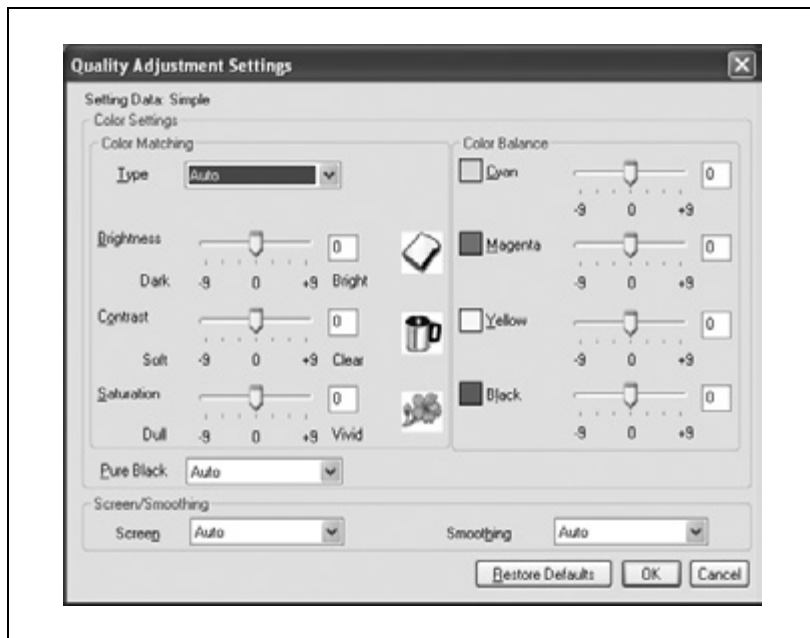 Quality Adjustment Settings
Setting Data: Simple
Color Settings
Color Matching
Type Auto
Brightness 0
Dark -9 0 +9 Bright
Contrast 0
Soft -9 0 +9 Clear
Saturation 0
Dull -9 0 +9 Vivid
Pure Black Auto
Color Balance
Cyan 0
-9 0 +9
Magenta 0
-9 0 +9
Yellow 0
-9 0 +9
Black 0
-9 0 +9
Screen/Smoothing
Screen Auto Smoothing Auto
Restore Defaults OK Cancel